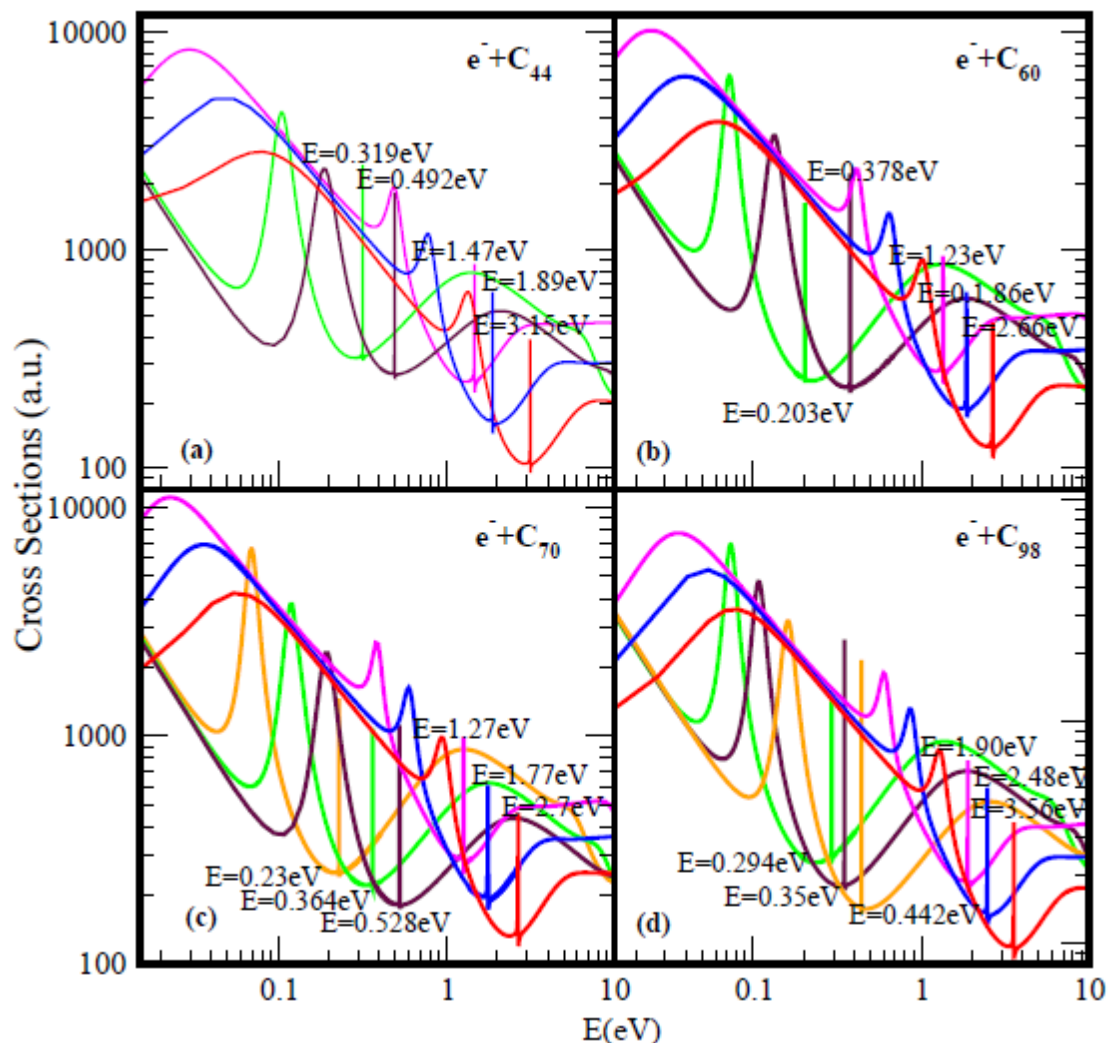 10000
1000
100
Cross Sections (a.u.)
e⁻+C₄₄
E=0.319eV
E=0.492eV
E=1.47eV
E=1.89eV
E=3.15eV
(a)
e⁻+C₆₀
E=0.378eV
E=1.23eV
E=0.1.86eV
E=2.66eV
E=0.203eV
(b)
10000
1000
100
e⁻+C₇₀
E=1.27eV
E=1.77eV
E=2.7eV
E=0.23eV
E=0.364eV
E=0.528eV
(c)
e⁻+C₉₈
E=1.90eV
E=2.48eV
E=3.56eV
E=0.294eV
E=0.35eV
E=0.442eV
(d)
0.1 1 10
0.1 1 10
E(eV)